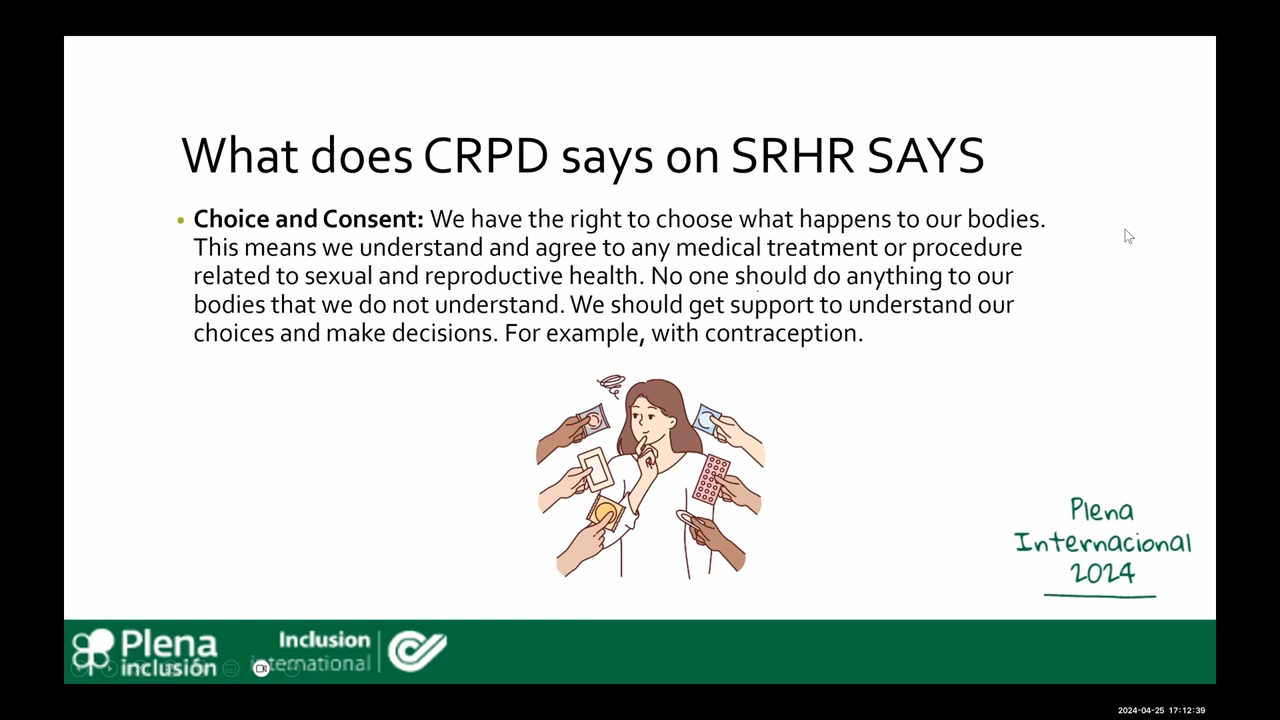 What does CRPD says on SRHR SAYS
• Choice and Consent: We have the right to choose what happens to our bodies.
This means we understand and agree to any medical treatment or procedure
related to sexual and reproductive health. No one should do anything to our
bodies that we do not understand. We should get support to understand our
choices and make decisions. For example, with contraception.
Plena
Internacional
2024
Plena
inclusión
Inclusion
international
2024-04-25 17:12:39